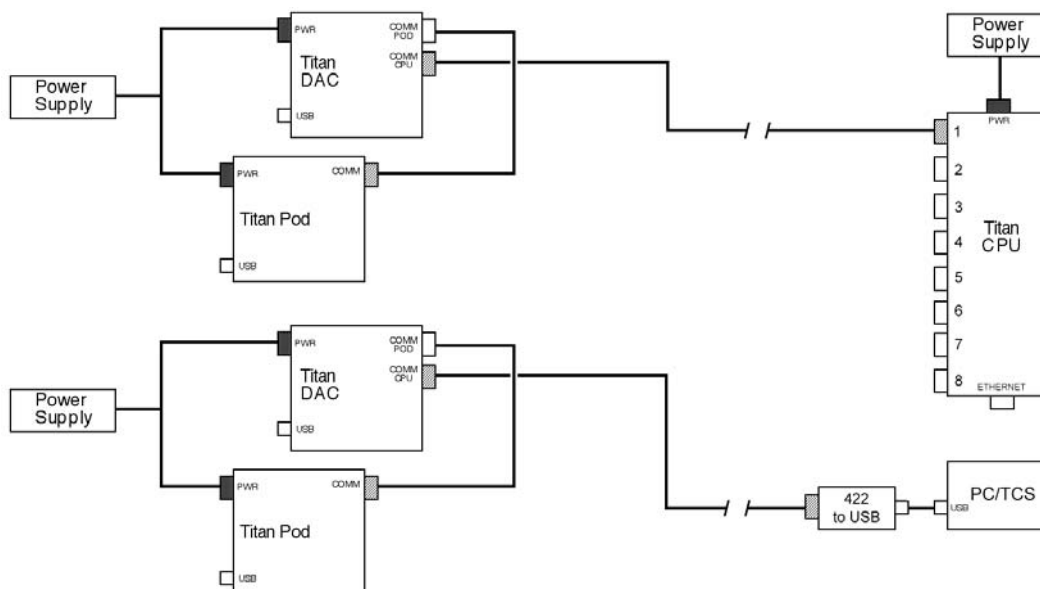 Power
Supply
PWR
Titan
DAC
COMM
POD
COMM
CPU
USB
PWR
COMM
Titan Pod
USB
Power
Supply
PWR
1
2
3
4
5
6
7
8
Titan
CPU
ETHERNET
Power
Supply
PWR
Titan
DAC
COMM
POD
COMM
CPU
USB
PWR
COMM
Titan Pod
USB
422
to USB
PC/TCS
USB